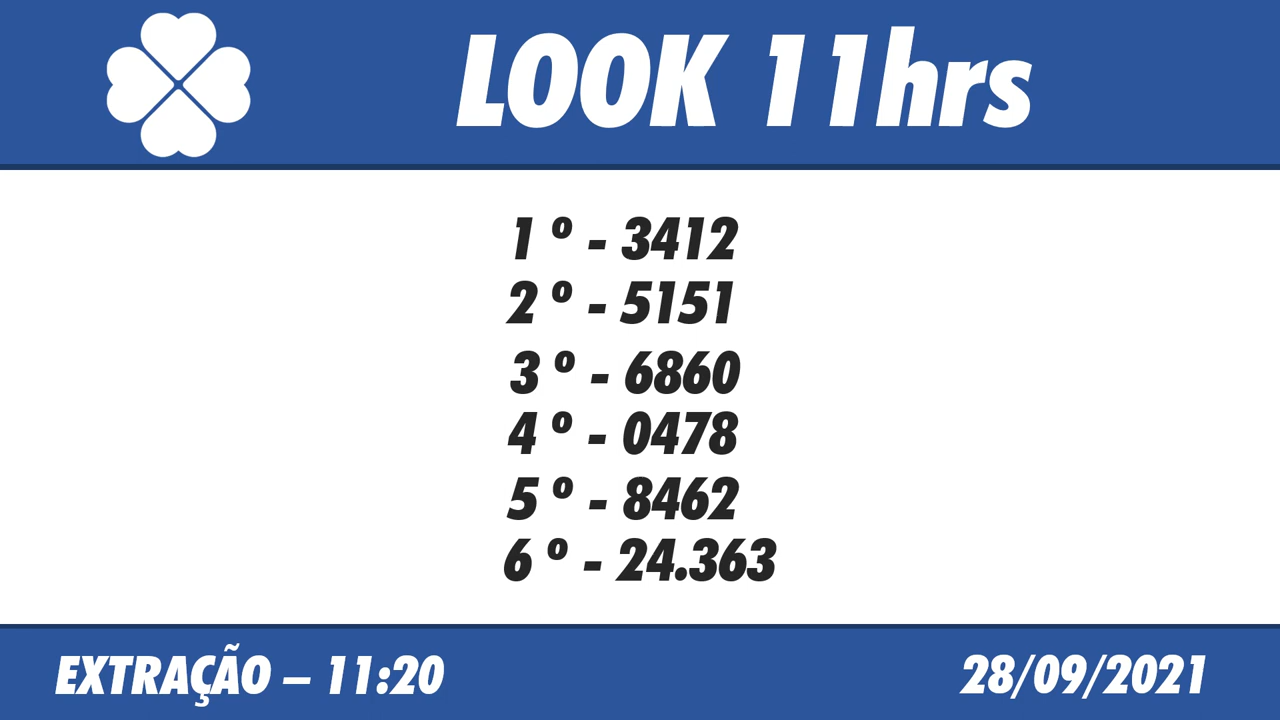 LOOK 11hrs
1 º - 3412
2 º - 5151
3 º - 6860
4 º - 0478
5 º - 8462
6 º - 24.363
EXTRAÇÃO – 11:20
28/09/2021